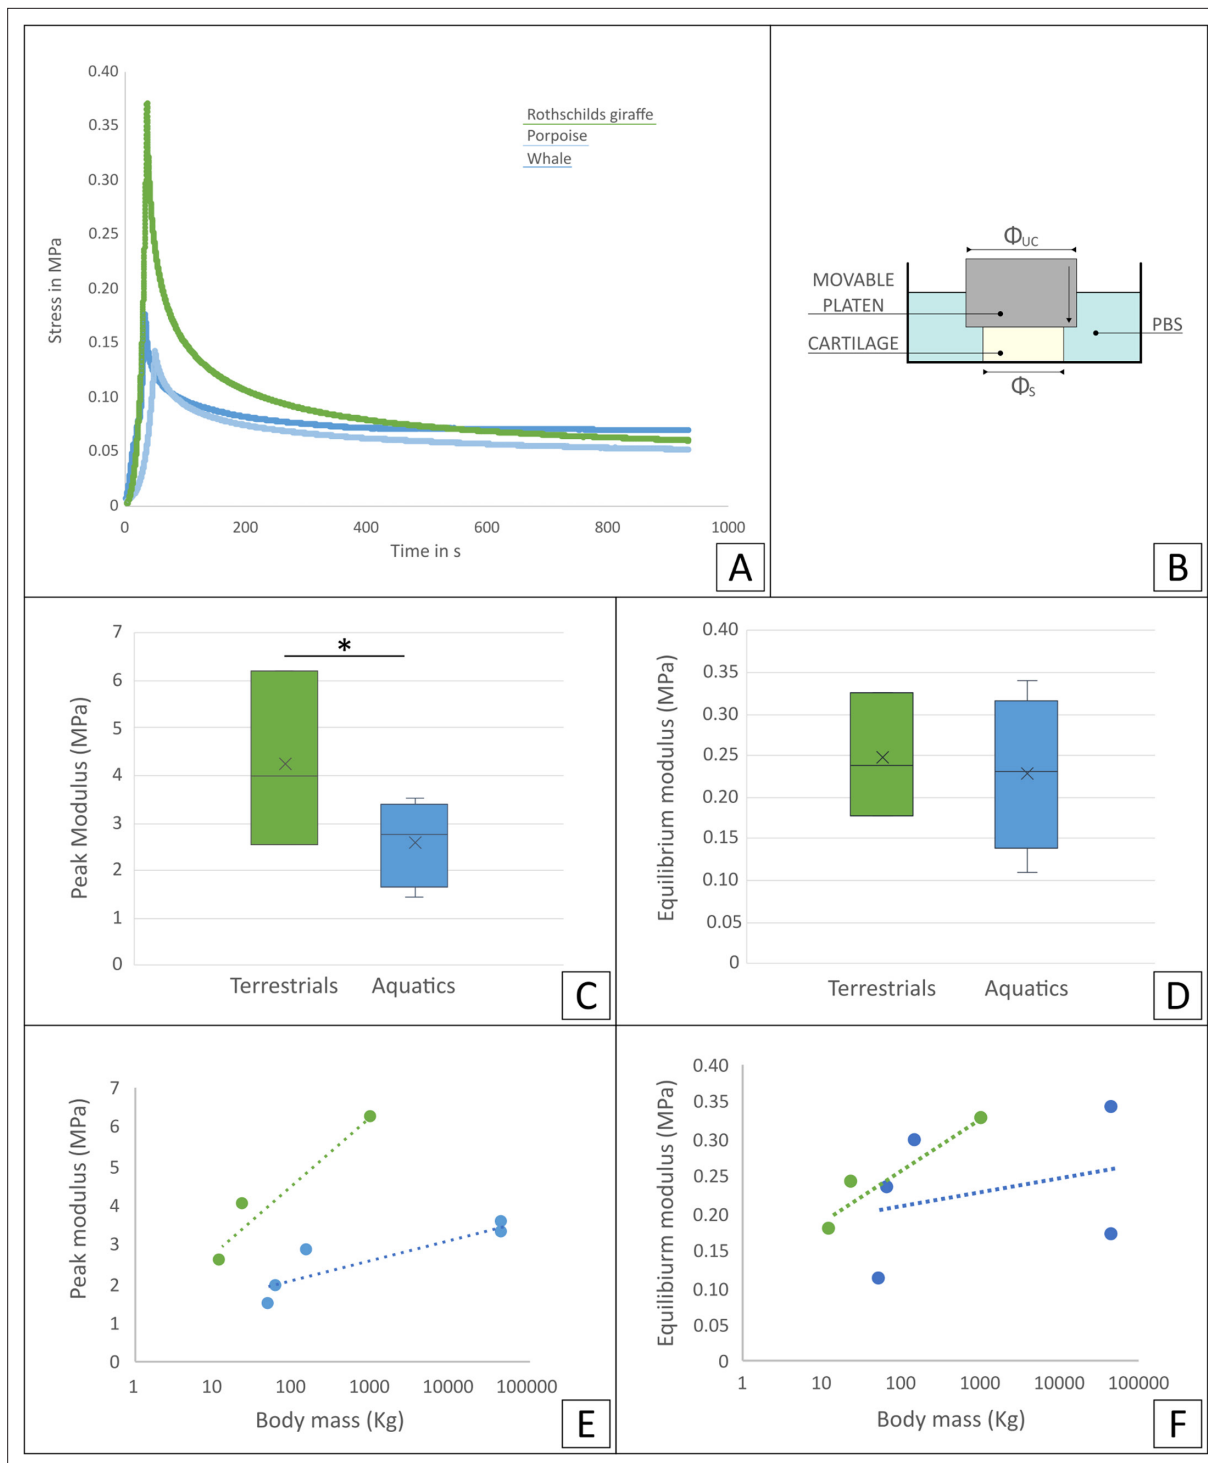 0.40
0.35
0.30
0.25
0.20
0.15
0.10
0.05
0
Stress in MPa
0 200 400 600 800 1000
Time in s
Rothschilds giraffe
Porpoise
Whale
A
ΦUC
MOVABLE
PLATEN
CARTILAGE
PBS
ΦS
B
7
6
5
4
3
2
1
0
Peak Modulus (MPa)
*
Terrestrials Aquatics
C
0.40
0.35
0.30
0.25
0.20
0.15
0.10
0.05
0
Equilibrium modulus (MPa)
Terrestrials Aquatics
D
7
6
5
4
3
2
1
0
Peak modulus (MPa)
1 10 100 1000 10000 100000
Body mass (Kg)
E
0.40
0.35
0.30
0.25
0.20
0.15
0.10
0.05
0
Equilibiurm modulus (MPa)
1 10 100 1000 10000 100000
Body mass (Kg)
F